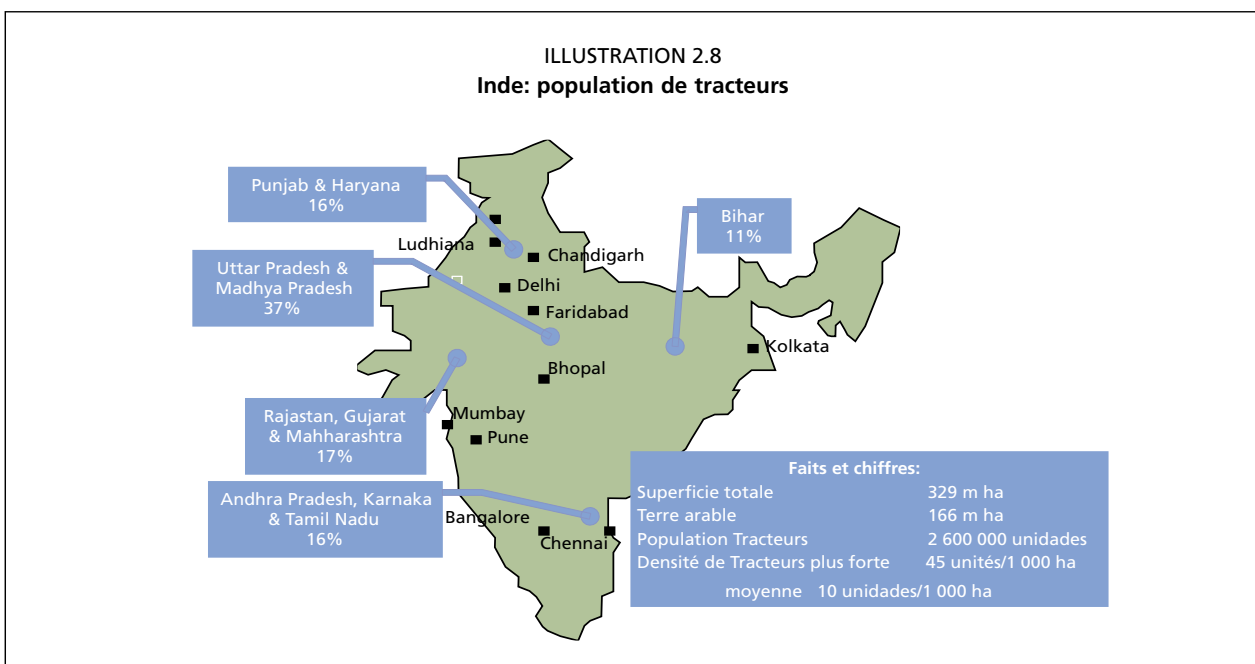 ILLUSTRATION 2.8
Inde: population de tracteurs
Punjab & Haryana
16%
Bihar
11%
Ludhiana
Chandigarh
Uttar Pradesh &
Madhya Pradesh
37%
Delhi
Faridabad
Kolkata
Bhopal
Rajastan, Gujarat
& Mahharashtra
17%
Mumbay
Pune
Andhra Pradesh, Karnaka
& Tamil Nadu
16%
Bangalore
Chennai
Faits et chiffres:
Superficie totale 329 m ha
Terre arable 166 m ha
Population Tracteurs 2 600 000 unidades
Densité de Tracteurs plus forte 45 unités/1 000 ha
moyenne 10 unidades/1 000 ha